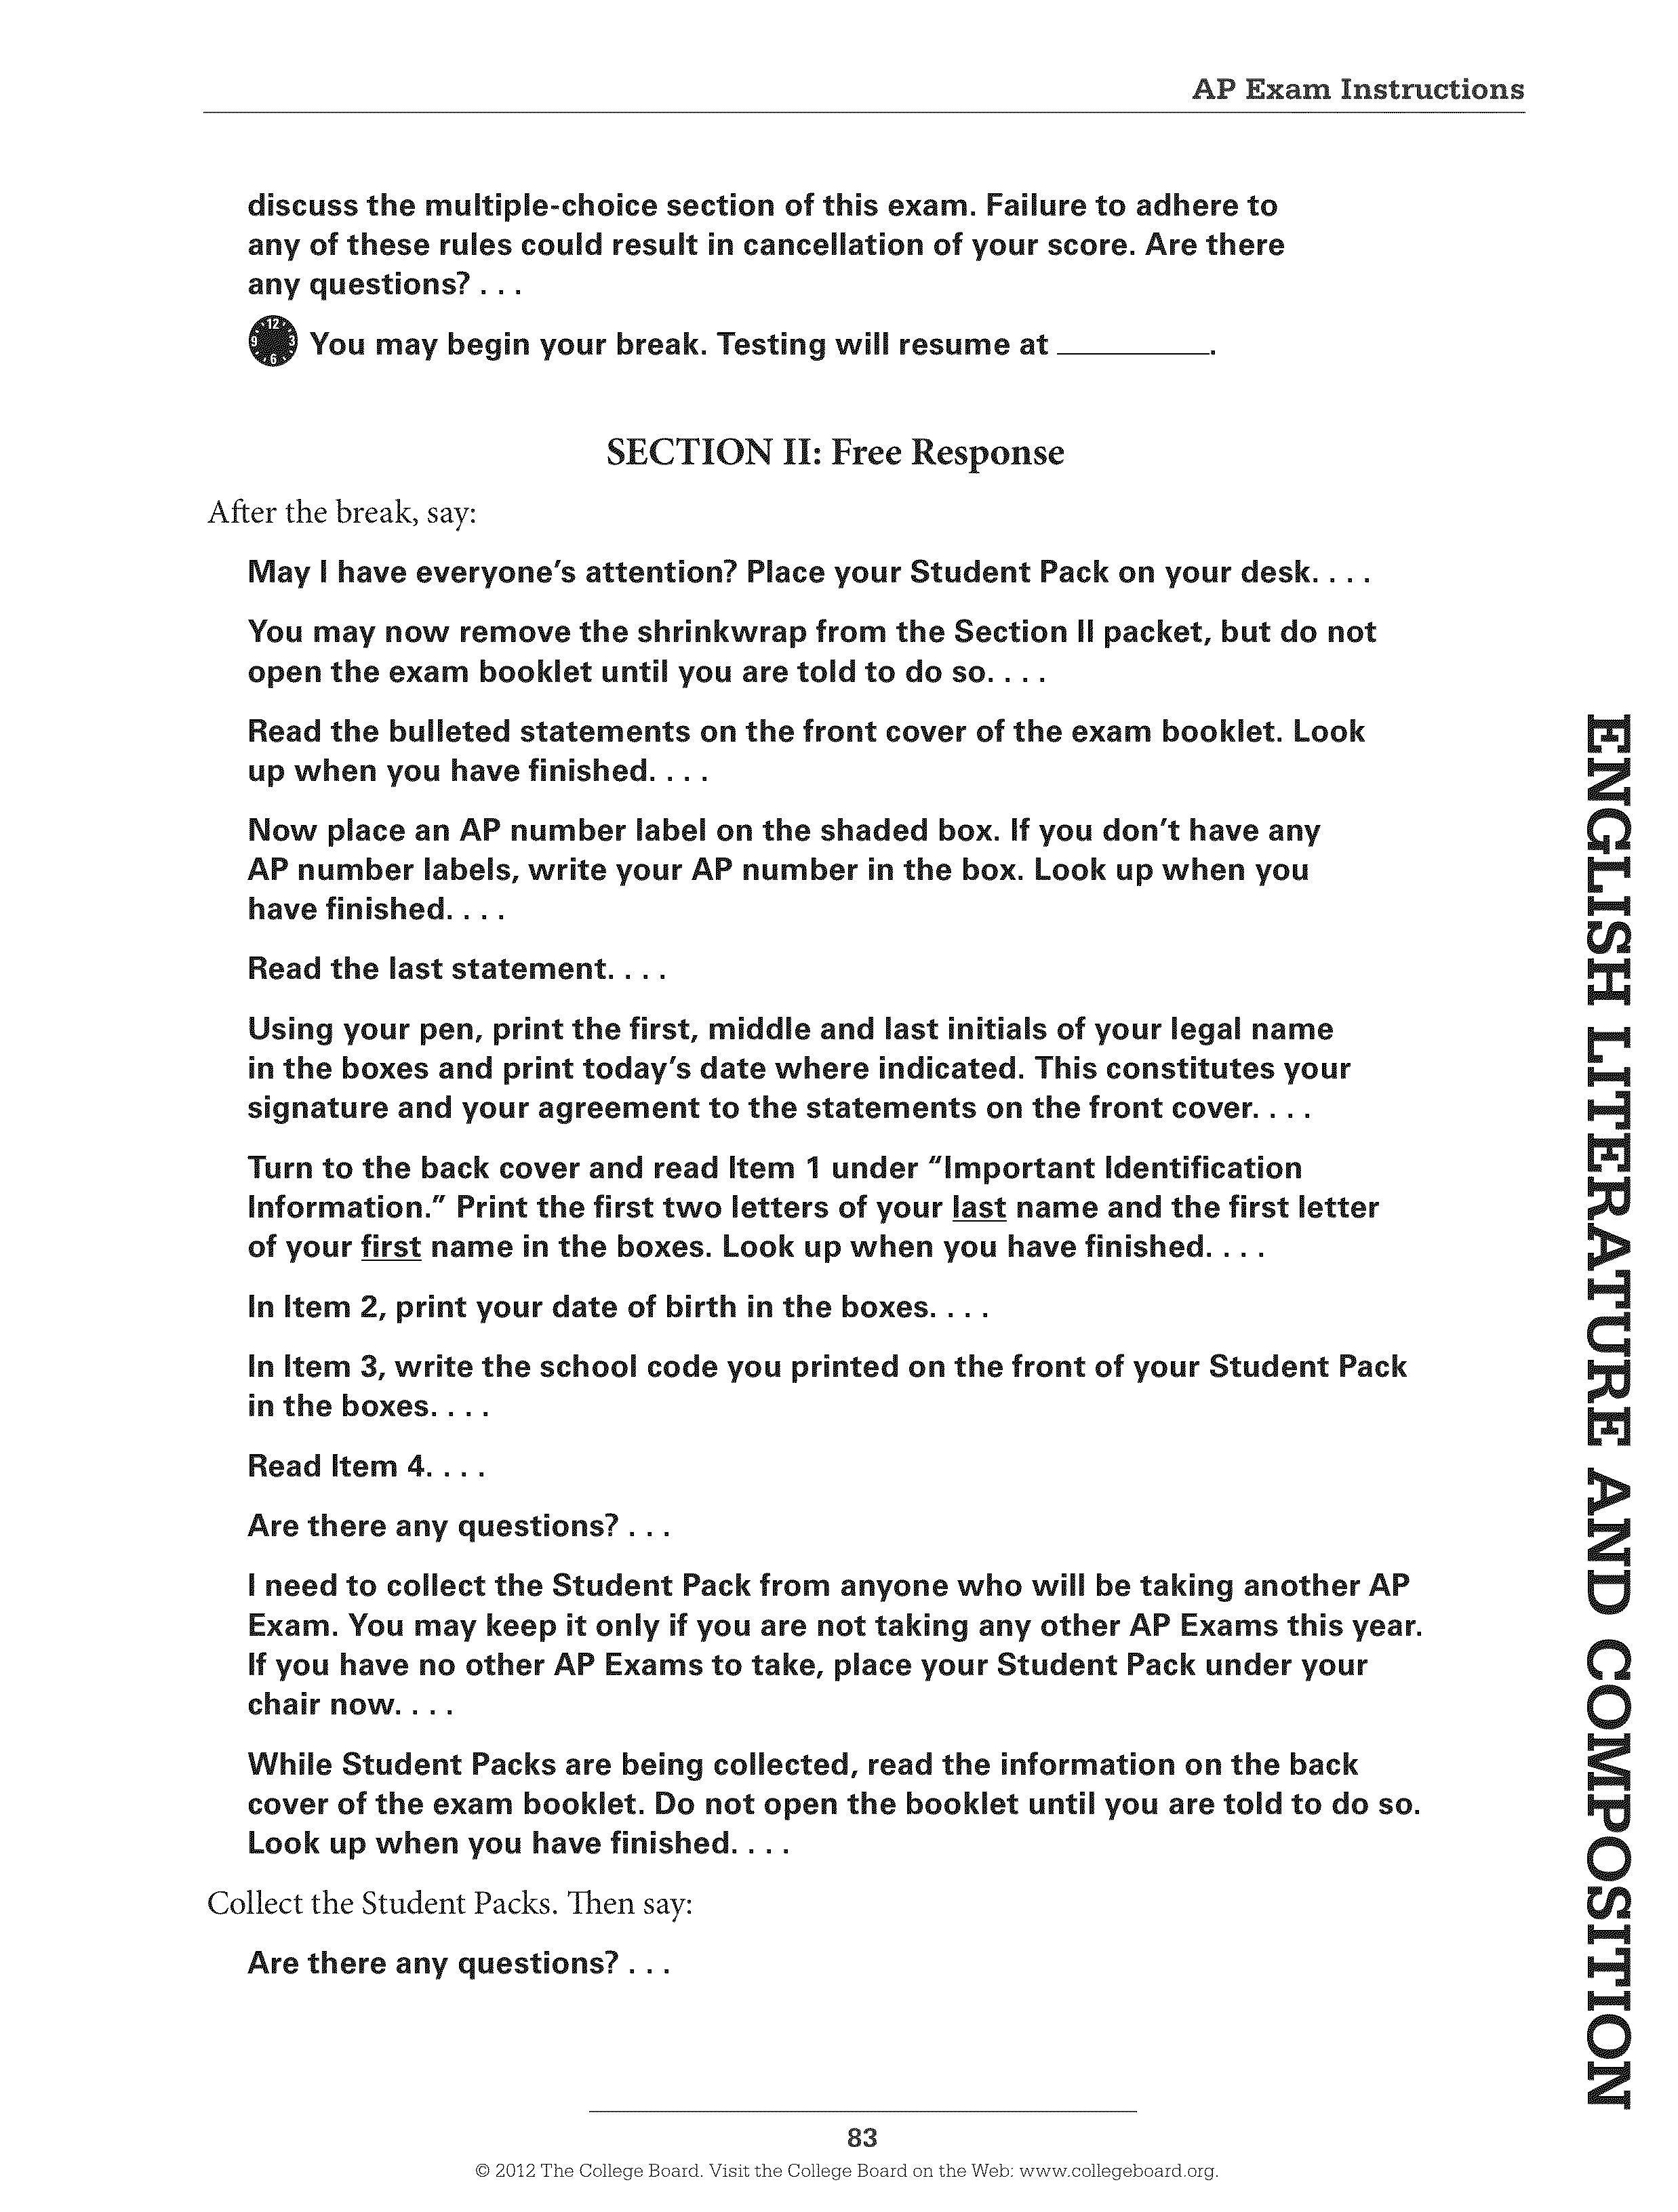 AP Exam Instructions
discuss the multiple-choice section of this exam. Failure to adhere to
any of these rules could result in cancellation of your score. Are there
any questions? . . .
12 9 3 6 You may begin your break. Testing will resume at __________.
SECTION II: Free Response
After the break, say:
May I have everyone’s attention? Place your Student Pack on your desk. . . .
You may now remove the shrinkwrap from the Section II packet, but do not
open the exam booklet until you are told to do so. . . .
Read the bulleted statements on the front cover of the exam booklet. Look
up when you have finished. . . .
Now place an AP number label on the shaded box. If you don’t have any
AP number labels, write your AP number in the box. Look up when you
have finished. . . .
Read the last statement. . . .
Using your pen, print the first, middle and last initials of your legal name
in the boxes and print today’s date where indicated. This constitutes your
signature and your agreement to the statements on the front cover. . . .
Turn to the back cover and read Item 1 under “Important Identification
Information.” Print the first two letters of your last name and the first letter
of your first name in the boxes. Look up when you have finished. . . .
In Item 2, print your date of birth in the boxes. . . .
In Item 3, write the school code you printed on the front of your Student Pack
in the boxes. . . .
Read Item 4. . . .
Are there any questions? . . .
I need to collect the Student Pack from anyone who will be taking another AP
Exam. You may keep it only if you are not taking any other AP Exams this year.
If you have no other AP Exams to take, place your Student Pack under your
chair now. . . .
While Student Packs are being collected, read the information on the back
cover of the exam booklet. Do not open the booklet until you are told to do so.
Look up when you have finished. . . .
Collect the Student Packs. Then say:
Are there any questions? . . .
ENGLISH LITERATURE AND COMPOSITION
83
© 2012 The College Board. Visit the College Board on the Web: www.collegeboard.org.